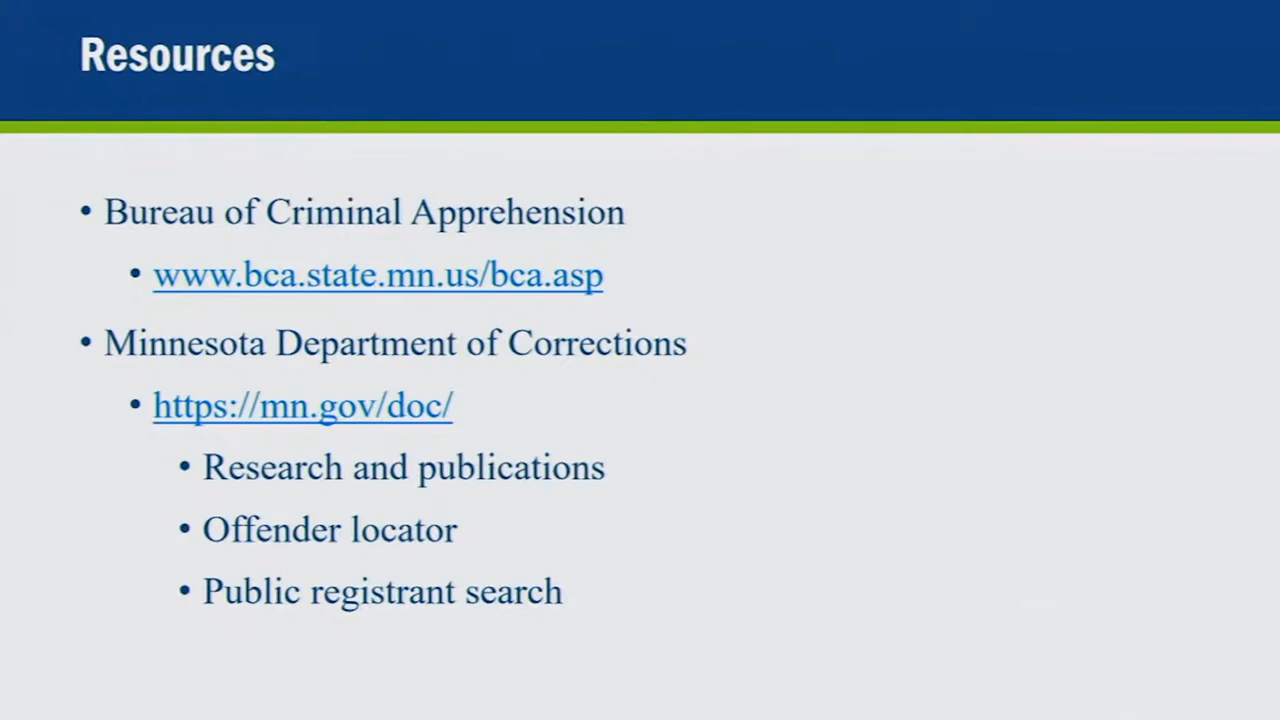 Resources
• Bureau of Criminal Apprehension
• www.bca.state.mn.us/bca.asp
• Minnesota Department of Corrections
• https://mn.gov/doc/
• Research and publications
• Offender locator
• Public registrant search